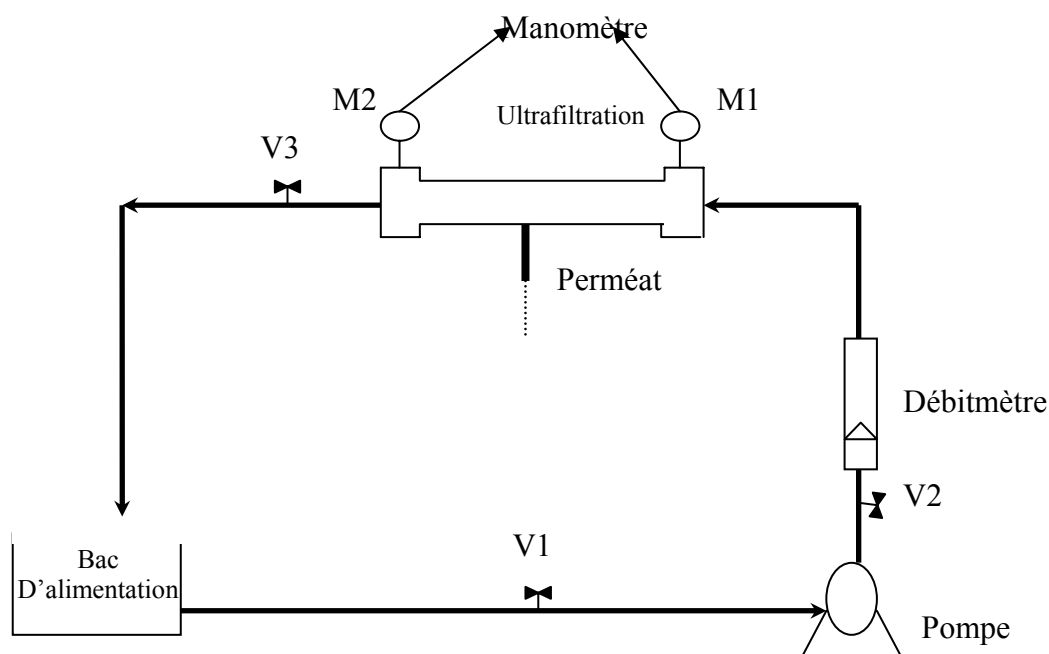 Manomètre
M2
Ultrafiltration
M1
V3
Perméat
Débitmètre
V2
Bac
D’alimentation
V1
Pompe